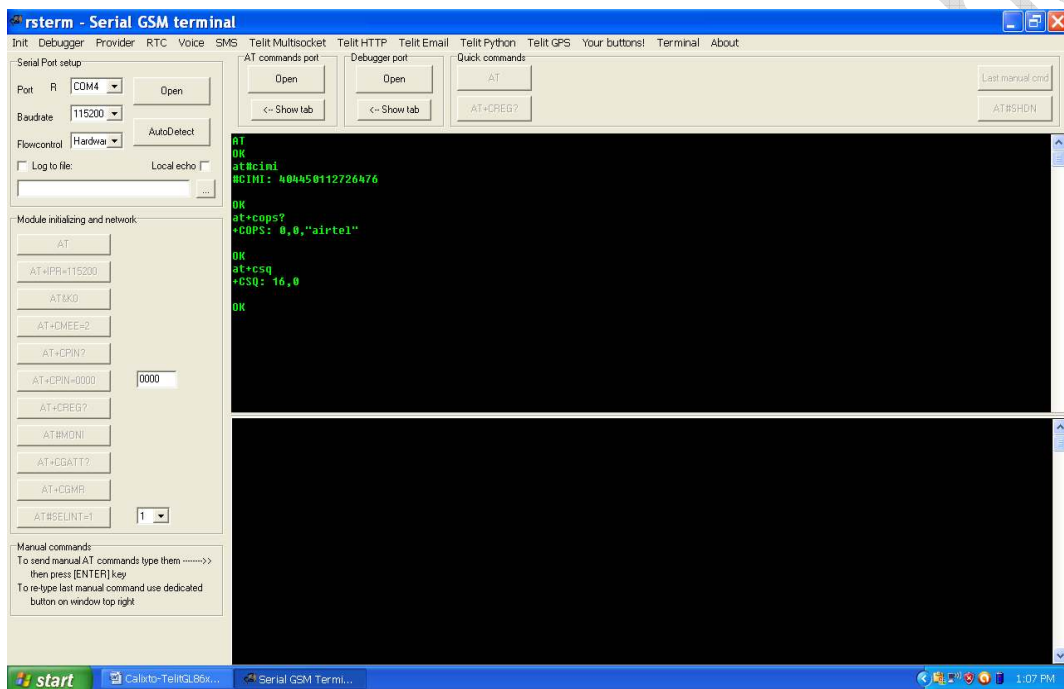 rsterm - Serial GSM terminal
Init Debugger Provider RTC Voice SMS Telit Multisocket Telit HTTP Telit Email Telit Python Telit GPS Your buttons! Terminal About
Serial Port setup
Port R COM4 Open
Baudrate 115200
AutoDetect
Flowcontrol Hardwar
Log to file: Local echo
...
AT commands port
Open
<-- Show tab
Debugger port
Open
<-- Show tab
Quick commands
AT
AT+CREG?
Last manual cmd
AT#SHDN
AT
OK
at#cimi
#CIMI: 404450112726476
OK
at+cops?
+COPS: 0,0,"airtel"
OK
at+csq
+CSQ: 16,0
OK
Module initializing and network
AT
AT+IPR=115200
AT&K0
AT+CMEE=2
AT+CPIN?
AT+CPIN=0000 0000
AT+CREG?
AT#MONI
AT+CGATT?
AT+CGMR
AT#SELINT=1 1
Manual commands
To send manual AT commands type them ------->>
then press [ENTER] key
To re-type last manual command use dedicated
button on window top right
start Calixto-TelitGL86x... Serial GSM Termi... 1:07 PM